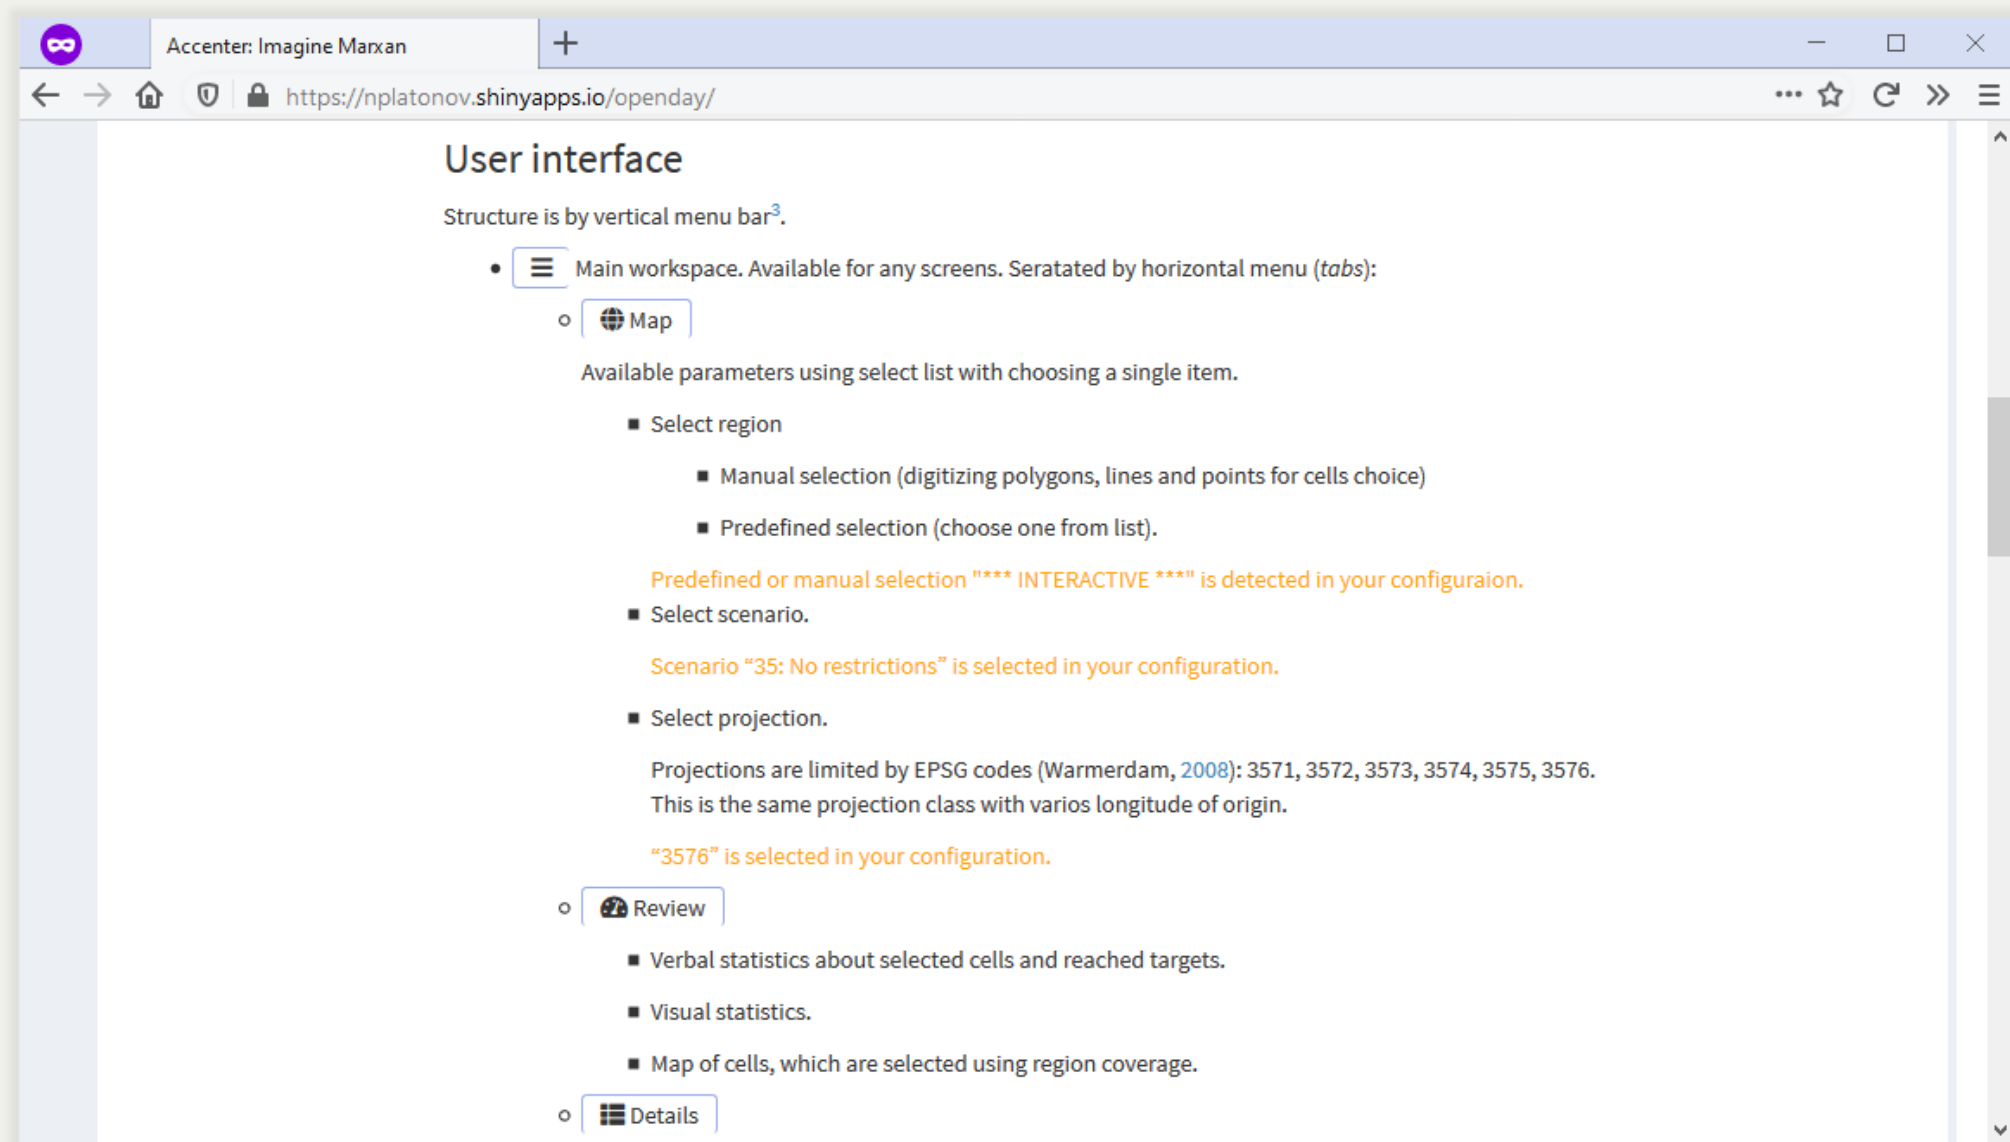 Accenter: Imagine Marxan
https://nplatonov.shinyapps.io/openday/
User interface
Structure is by vertical menu bar3.
Main workspace. Available for any screens. Seratated by horizontal menu (tabs):
Map
Available parameters using select list with choosing a single item.
Select region
Manual selection (digitizing polygons, lines and points for cells choice)
Predefined selection (choose one from list).
Predefined or manual selection "*** INTERACTIVE ***" is detected in your configuraion.
Select scenario.
Scenario “35: No restrictions” is selected in your configuration.
Select projection.
Projections are limited by EPSG codes (Warmerdam, 2008): 3571, 3572, 3573, 3574, 3575, 3576.
This is the same projection class with varios longitude of origin.
“3576” is selected in your configuration.
Review
Verbal statistics about selected cells and reached targets.
Visual statistics.
Map of cells, which are selected using region coverage.
Details